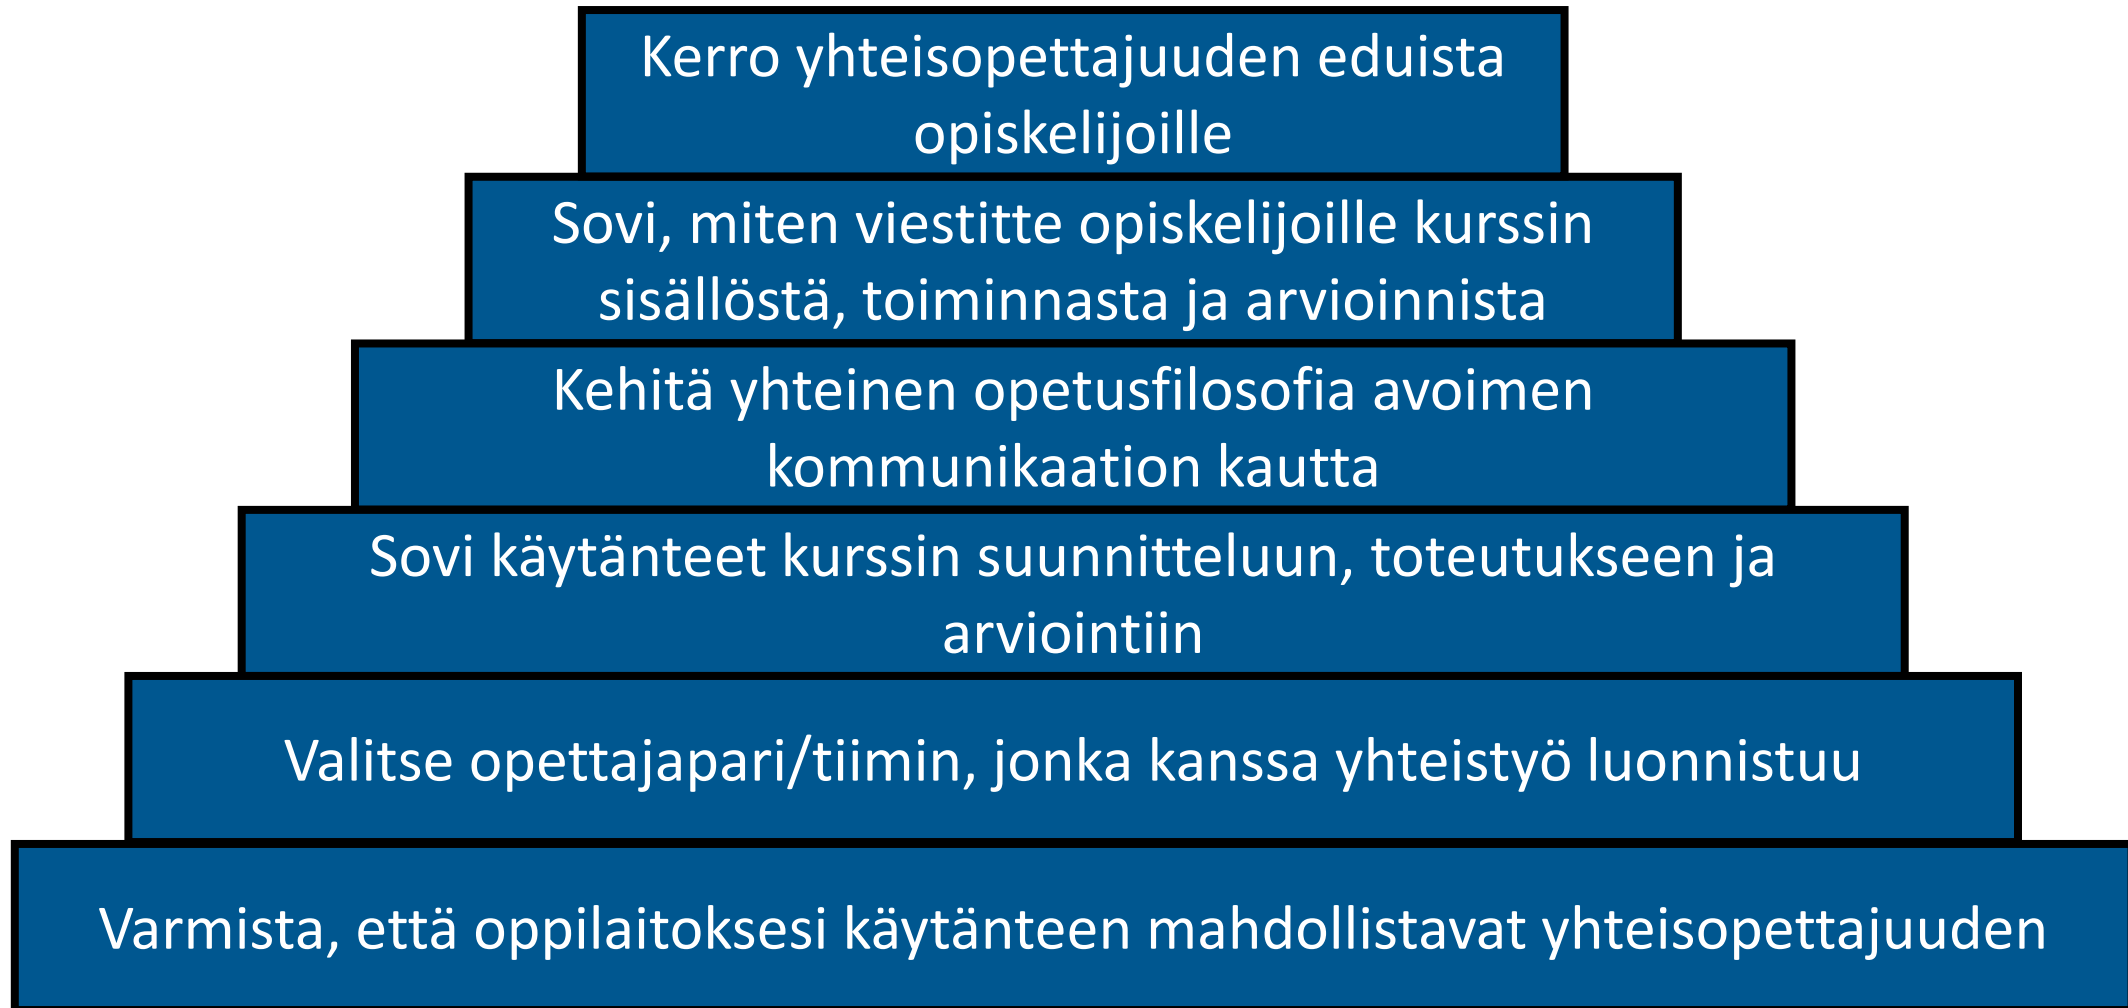 Kerro yhteisopettajuuden eduista
opiskelijoille
Sovi, miten viestitte opiskelijoille kurssin
sisällöstä, toiminnasta ja arvioinnista
Kehitä yhteinen opetusfilosofia avoimen
kommunikaation kautta
Sovi käytänteet kurssin suunnitteluun, toteutukseen ja
arviointiin
Valitse opettajapari/tiimin, jonka kanssa yhteistyö luonnistuu
Varmista, että oppilaitoksesi käytänteen mahdollistavat yhteisopettajuuden